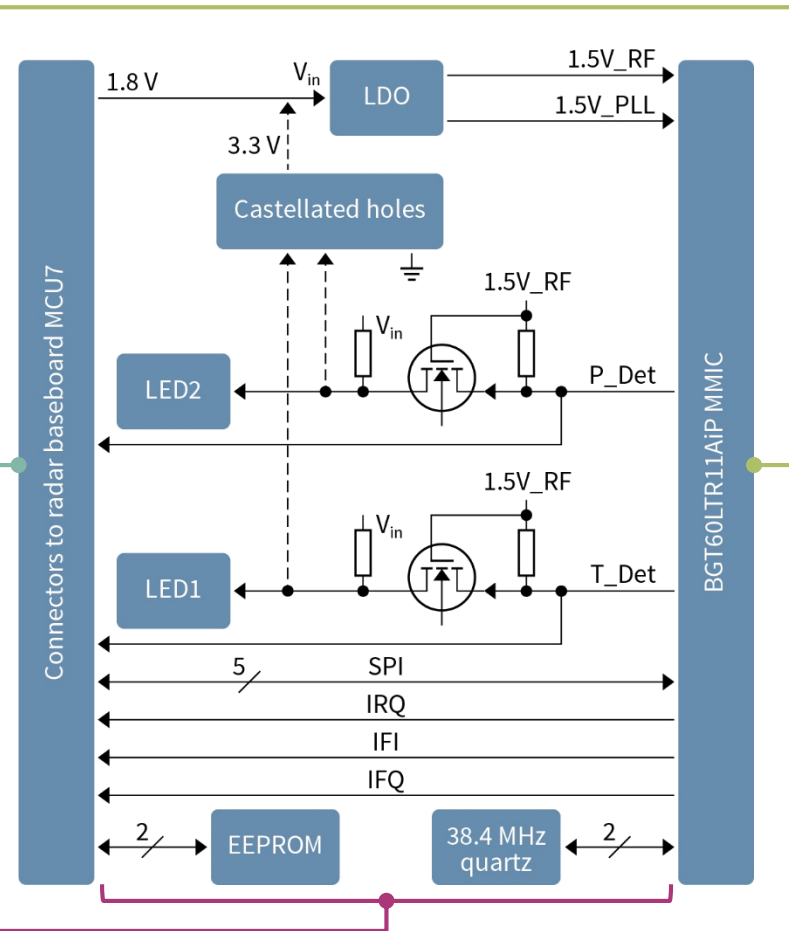 1.5V_RF
1.8 V
Vin
LDO
1.5V_PLL
3.3 V
Castellated holes
1.5V_RF
Vin
LED2
P_Det
1.5V_RF
Vin
LED1
T_Det
5
SPI
IRQ
IFI
IFQ
2
EEPROM
38.4 MHz
quartz
2
Connectors to radar baseboard MCU7
BGT60LTR11AiP MMIC